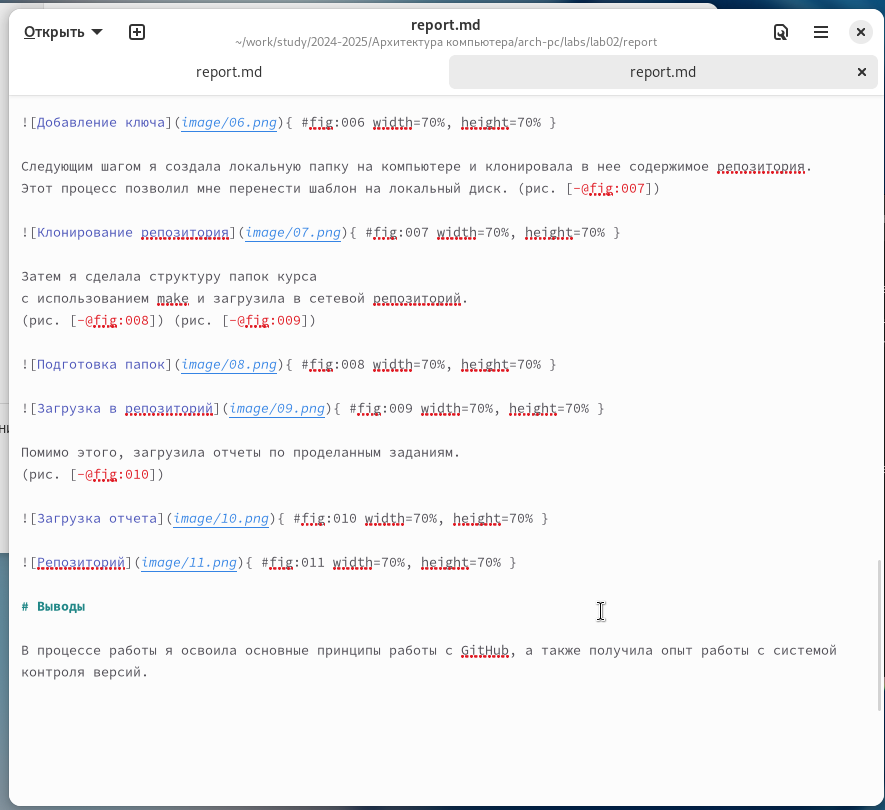 Открыть
report.md
~/work/study/2024-2025/Архитектура компьютера/arch-pc/labs/lab02/report
report.md
report.md
![Добавление ключа](image/06.png){ #fig:006 width=70%, height=70% }
Следующим шагом я создала локальную папку на компьютере и клонировала в нее содержимое репозитория.
Этот процесс позволил мне перенести шаблон на локальный диск. (рис. [-@fig:007])
![Клонирование репозитория](image/07.png){ #fig:007 width=70%, height=70% }
Затем я сделала структуру папок курса
с использованием make и загрузила в сетевой репозиторий.
(рис. [-@fig:008]) (рис. [-@fig:009])
![Подготовка папок](image/08.png){ #fig:008 width=70%, height=70% }
![Загрузка в репозиторий](image/09.png){ #fig:009 width=70%, height=70% }
Помимо этого, загрузила отчеты по проделанным заданиям.
(рис. [-@fig:010])
![Загрузка отчета](image/10.png){ #fig:010 width=70%, height=70% }
![Репозиторий](image/11.png){ #fig:011 width=70%, height=70% }
# Выводы
В процессе работы я освоила основные принципы работы с GitHub, а также получила опыт работы с системой
контроля версий.